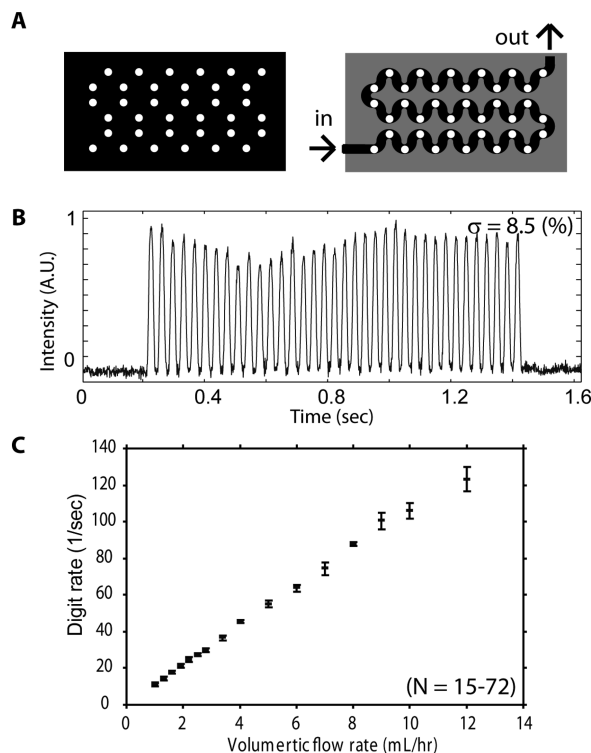 A
out
in
B
1
σ = 8.5 (%)
Intensity (A.U.)
0
0 0.4 0.8 1.2 1.6
Time (sec)
C
140
120
100
80
60
40
20
0
Digit rate (1/sec)
(N = 15-72)
0 2 4 6 8 10 12 14
Volumertic flow rate (mL/hr)